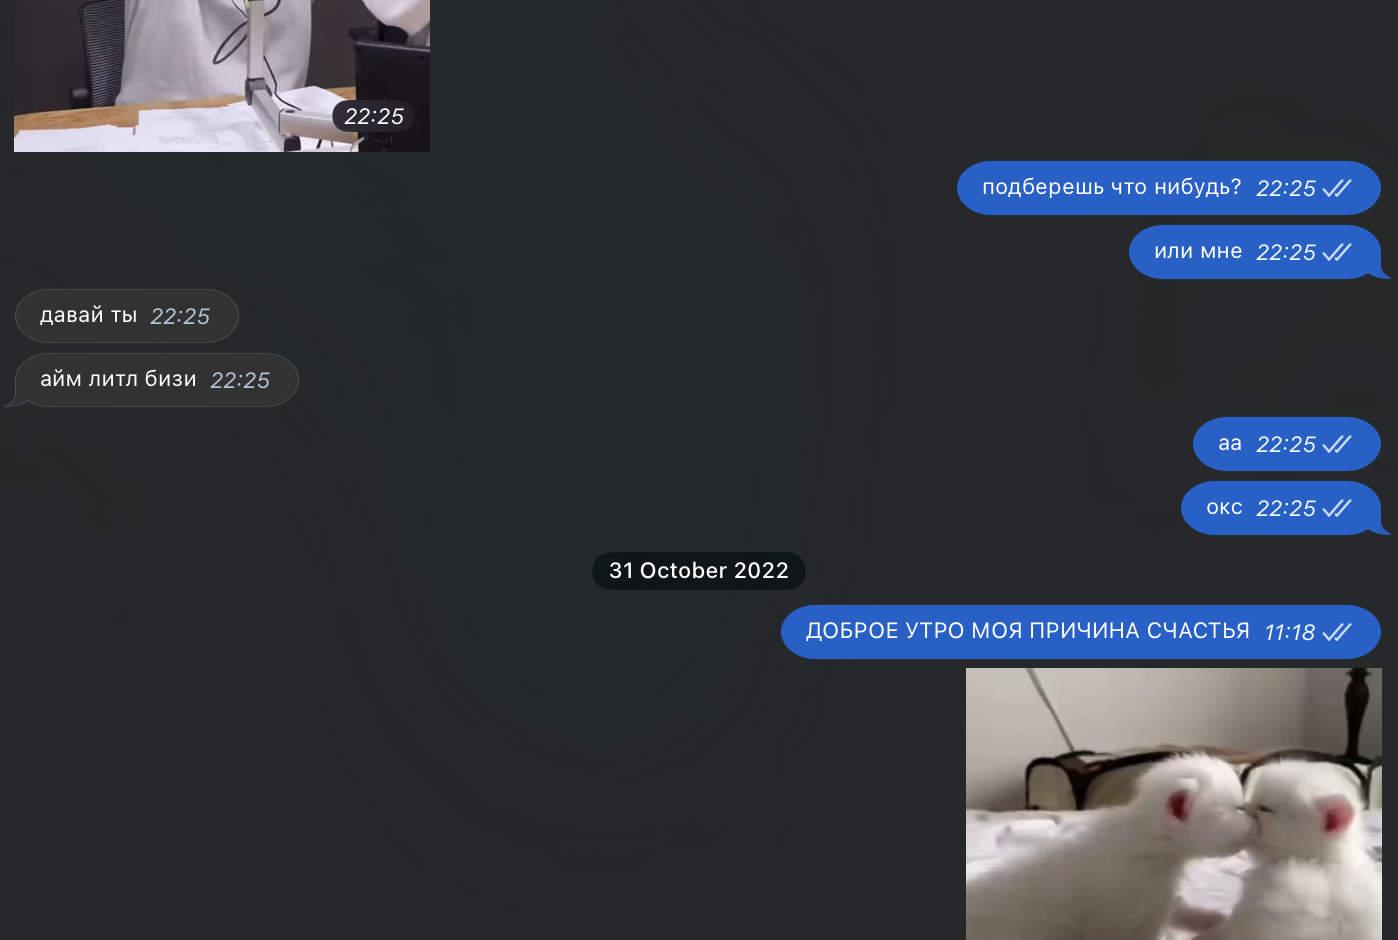 22:25
подберешь что нибудь? 22:25
или мне 22:25
давай ты 22:25
айм литл бизи 22:25
аа 22:25
окс 22:25
31 October 2022
ДОБРОЕ УТРО МОЯ ПРИЧИНА СЧАСТЬЯ 11:18